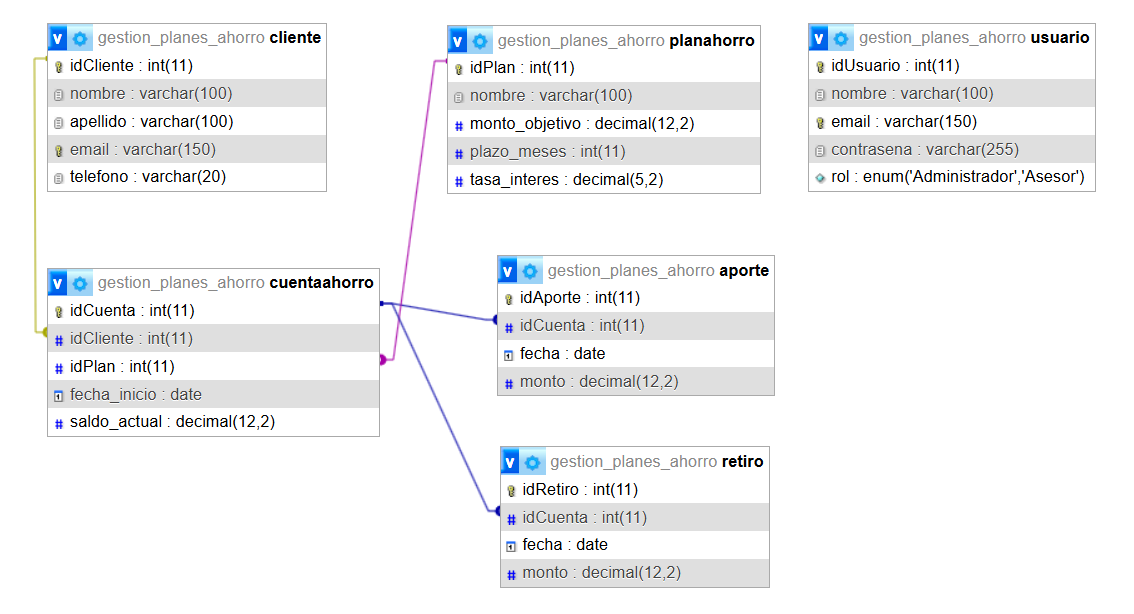 v gestion_planes_ahorro cliente
idCliente : int(11)
nombre : varchar(100)
apellido : varchar(100)
email : varchar(150)
telefono : varchar(20)
v gestion_planes_ahorro planahorro
idPlan : int(11)
nombre : varchar(100)
# monto_objetivo : decimal(12,2)
# plazo_meses : int(11)
# tasa_interes : decimal(5,2)
v gestion_planes_ahorro usuario
idUsuario : int(11)
nombre : varchar(100)
email : varchar(150)
contrasena : varchar(255)
rol : enum('Administrador','Asesor')
v gestion_planes_ahorro cuentaahorro
idCuenta : int(11)
# idCliente : int(11)
# idPlan : int(11)
1 fecha_inicio : date
# saldo_actual : decimal(12,2)
v gestion_planes_ahorro aporte
idAporte : int(11)
# idCuenta : int(11)
1 fecha : date
# monto : decimal(12,2)
v gestion_planes_ahorro retiro
idRetiro : int(11)
# idCuenta : int(11)
1 fecha : date
# monto : decimal(12,2)